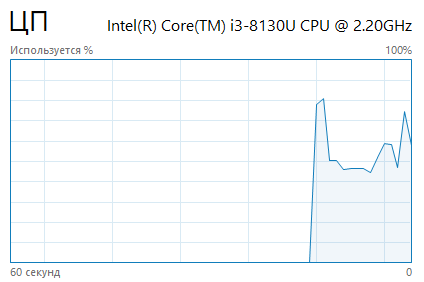 ЦП Intel(R) Core(TM) i3-8130U CPU @ 2.20GHz
Используется % 100%
60 секунд 0